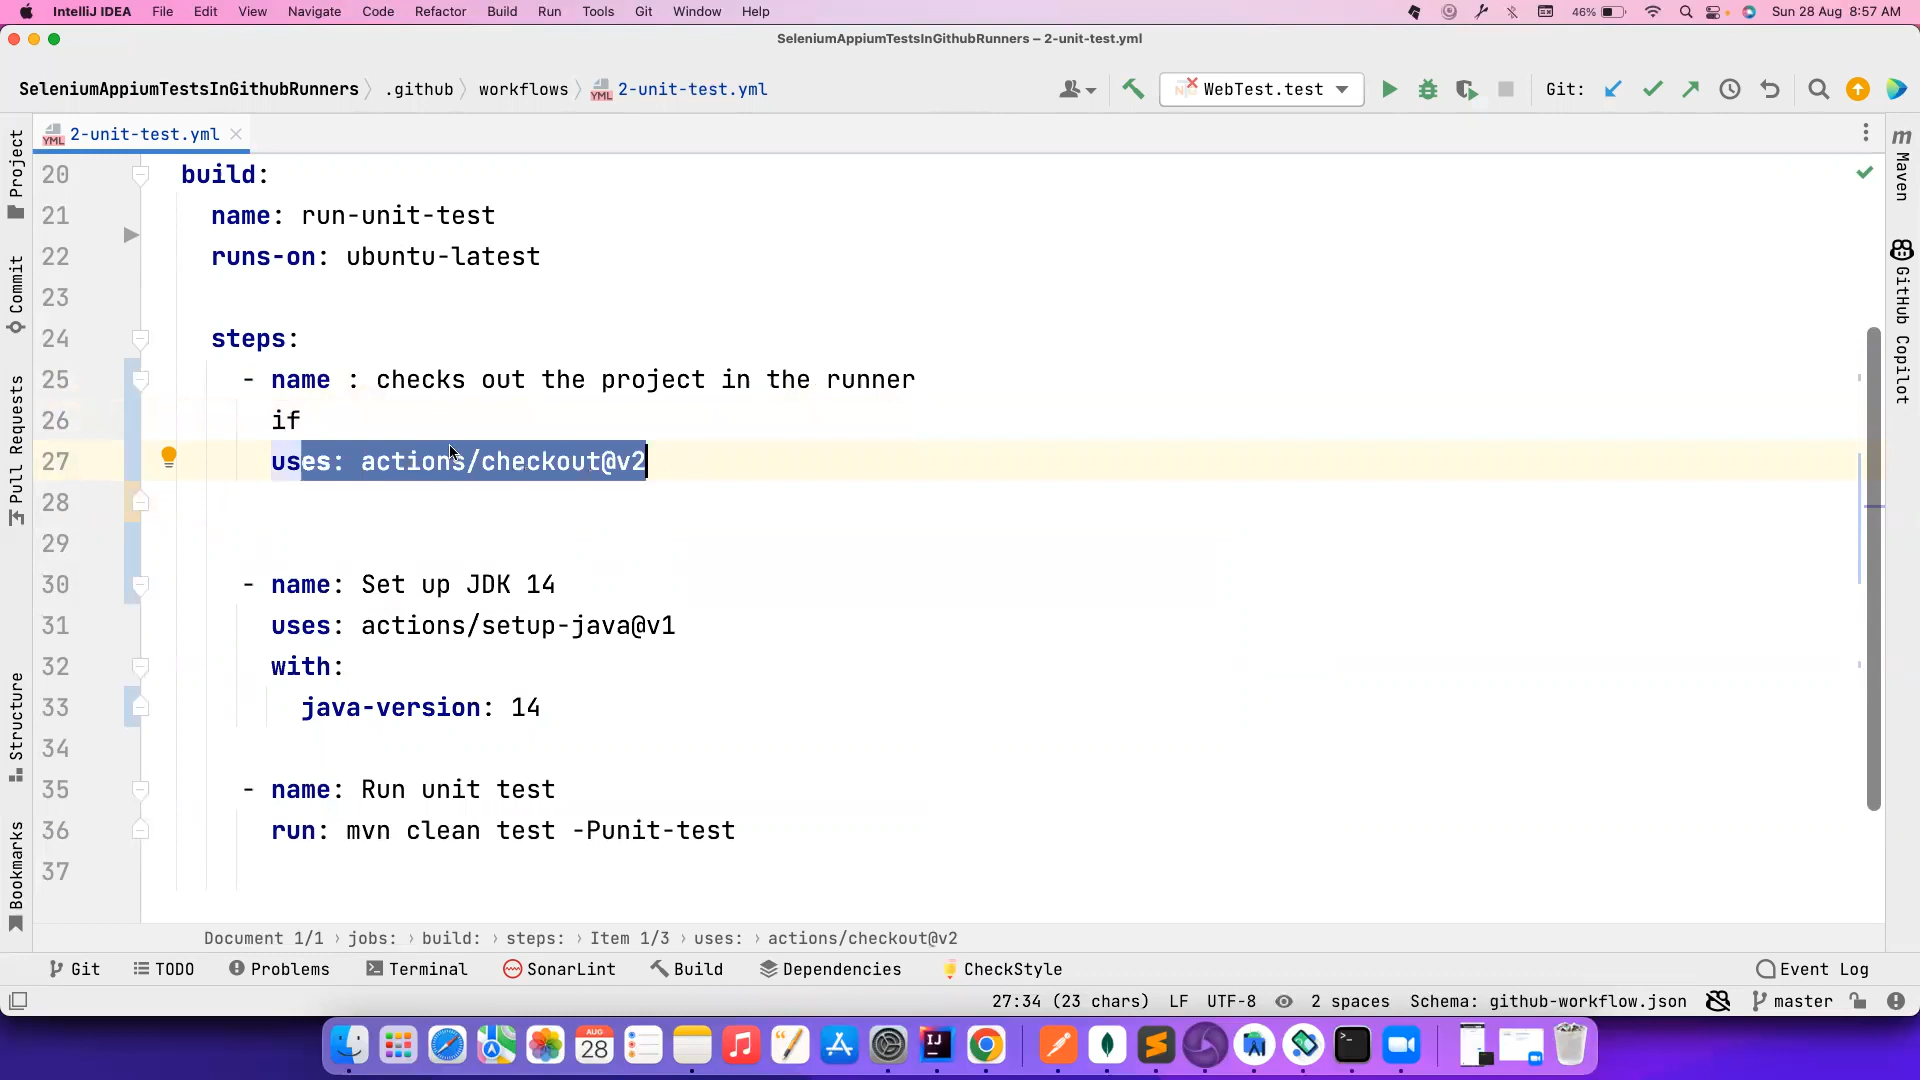 IntelliJ IDEA File Edit View Navigate Code Refactor Build Run Tools Git Window Help 46% Sun 28 Aug 8:57 AM
SeleniumAppiumTestsInGithubRunners – 2-unit-test.yml
SeleniumAppiumTestsInGithubRunners .github workflows 2-unit-test.yml WebTest.test Git:
2-unit-test.yml
20 build:
21 name: run-unit-test
22 runs-on: ubuntu-latest
23
24 steps:
25 - name : checks out the project in the runner
26 if
27 uses: actions/checkout@v2
28
29
30 - name: Set up JDK 14
31 uses: actions/setup-java@v1
32 with:
33 java-version: 14
34
35 - name: Run unit test
36 run: mvn clean test -Punit-test
37
Project
Commit
Pull Requests
Structure
Bookmarks
Maven
GitHub Copilot
Document 1/1 › jobs: › build: › steps: › Item 1/3 › uses: › actions/checkout@v2
Git TODO Problems Terminal SonarLint Build Dependencies CheckStyle Event Log
27:34 (23 chars) LF UTF-8 2 spaces Schema: github-workflow.json master
AUG
28